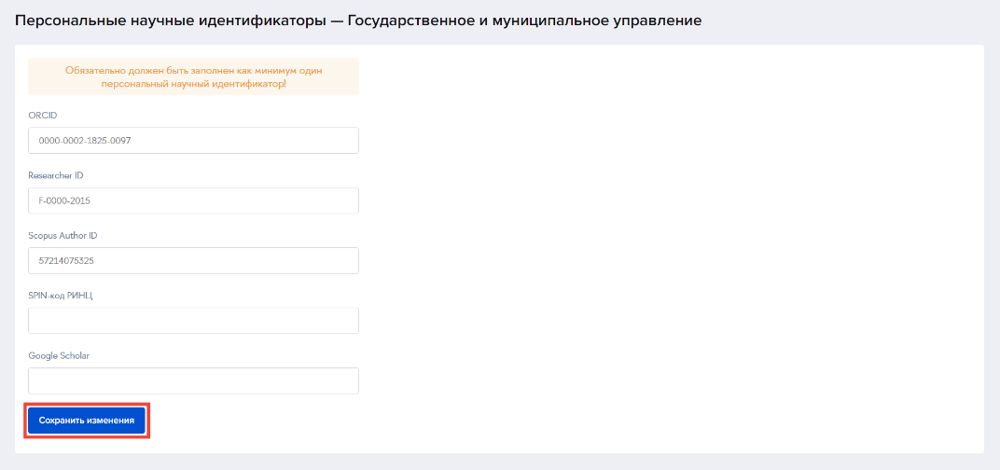 Персональные научные идентификаторы — Государственное и муниципальное управление
Обязательно должен быть заполнен как минимум один
персональный научный идентификатор!
ORCID
0000-0002-1825-0097
Researcher ID
F-0000-2015
Scopus Author ID
57214075325
SPIN-код РИНЦ
Google Scholar
Сохранить изменения